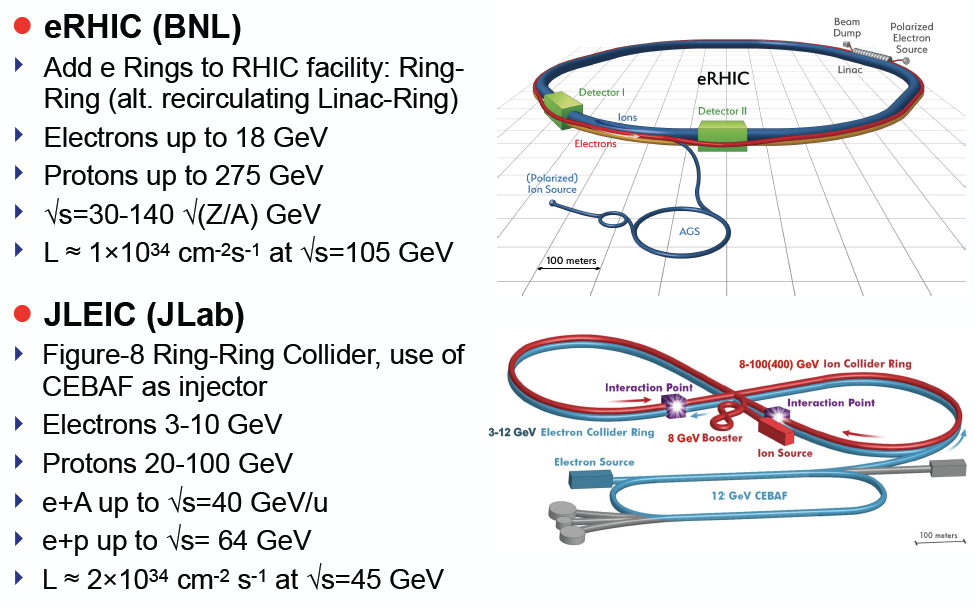 eRHIC (BNL)
Add e Rings to RHIC facility: Ring-
Ring (alt. recirculating Linac-Ring)
Electrons up to 18 GeV
Protons up to 275 GeV
√s=30-140 √(Z/A) GeV
L ≈ 1×10³⁴ cm⁻²s⁻¹ at √s=105 GeV
Beam
Dump
Polarized
Electron
Source
Linac
eRHIC
Detector I
Detector II
Ions
Electrons
(Polarized)
Ion Source
AGS
100 meters
JLEIC (JLab)
Figure-8 Ring-Ring Collider, use of
CEBAF as injector
Electrons 3-10 GeV
Protons 20-100 GeV
e+A up to √s=40 GeV/u
e+p up to √s= 64 GeV
L ≈ 2×10³⁴ cm⁻² s⁻¹ at √s=45 GeV
8-100(400) GeV Ion Collider Ring
Interaction Point
Interaction Point
3-12 GeV Electron Collider Ring
8 GeV Booster
Ion Source
Electron Source
12 GeV CEBAF
100 meters